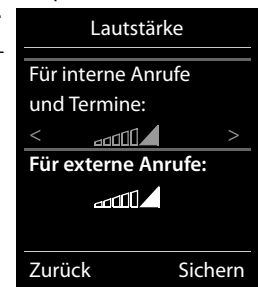 Lautstärke
Für interne Anrufe
und Termine:
< >
Für externe Anrufe:
Zurück Sichern